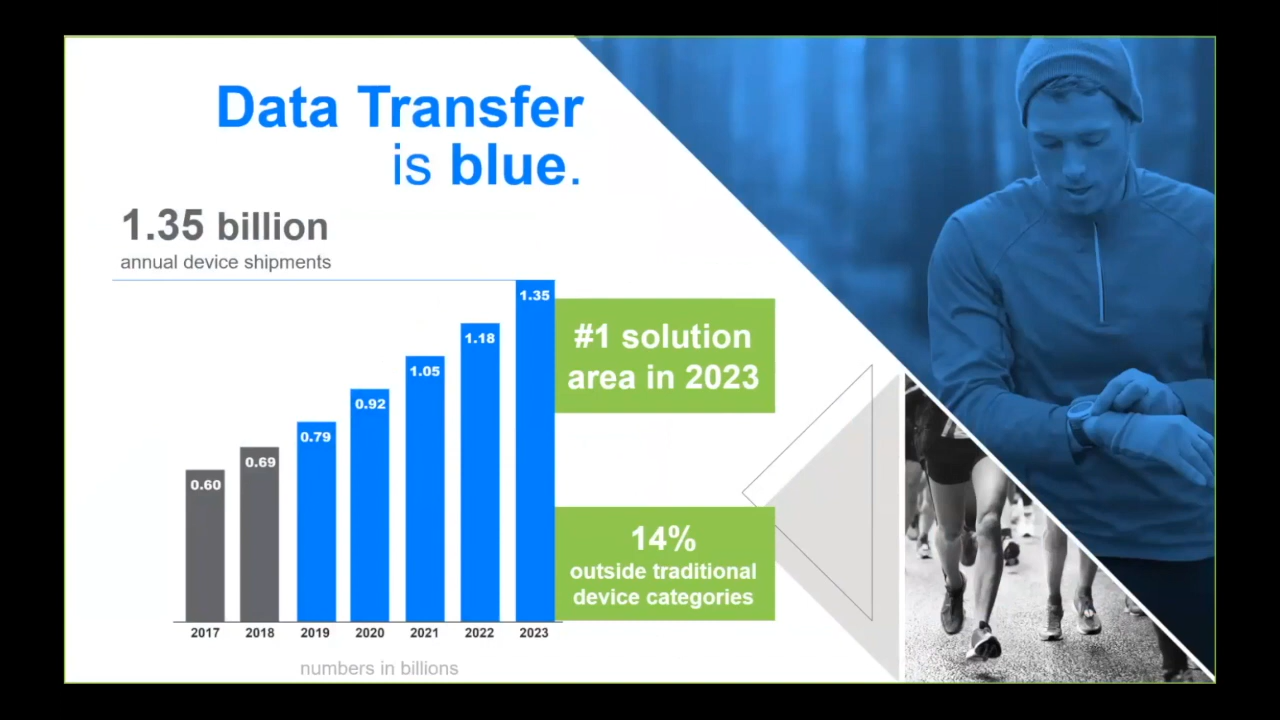 Data Transfer
is blue.
1.35 billion
annual device shipments
1.35
#1 solution
area in 2023
1.18
1.05
0.92
0.79
0.69
0.60
14%
outside traditional
device categories
2017 2018 2019 2020 2021 2022 2023
numbers in billions